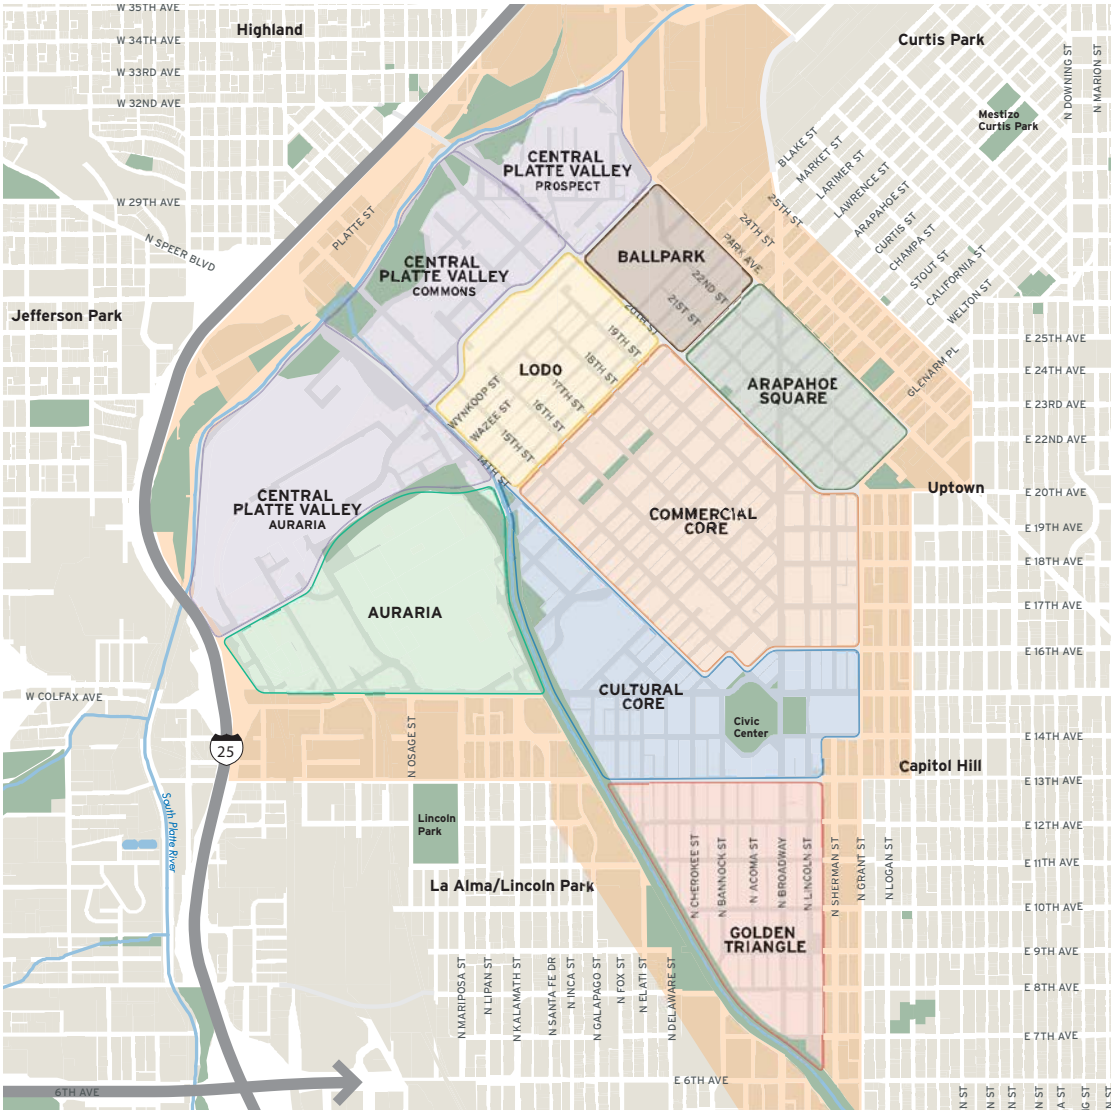 W 35TH AVE
Highland
W 34TH AVE
Curtis Park
W 33RD AVE
N DOWNING ST
N MARION ST
W 32ND AVE
Mestizo
Curtis Park
BLAKE ST
MARKET ST
LARIMER ST
LAWRENCE ST
ARAPAHOE ST
CURTIS ST
CHAMPA ST
STOUT ST
CALIFORNIA ST
WELTON ST
GLENARM PL
25TH ST
24TH ST
PARK AVE
22ND ST
21ST ST
20TH ST
19TH ST
18TH ST
17TH ST
16TH ST
15TH ST
14TH ST
WYNKOOP ST
WAZEE ST
CENTRAL
PLATTE VALLEY
PROSPECT
W 29TH AVE
PLATTE ST
N SPEER BLVD
BALLPARK
CENTRAL
PLATTE VALLEY
COMMONS
Jefferson Park
LODO
ARAPAHOE
SQUARE
E 25TH AVE
E 24TH AVE
E 23RD AVE
E 22ND AVE
Uptown
E 20TH AVE
CENTRAL
PLATTE VALLEY
AURARIA
COMMERCIAL
CORE
E 19TH AVE
E 18TH AVE
E 17TH AVE
AURARIA
E 16TH AVE
W COLFAX AVE
CULTURAL
CORE
Civic
Center
N OSAGE ST
25
E 14TH AVE
Capitol Hill
E 13TH AVE
South Platte River
Lincoln
Park
E 12TH AVE
E 11TH AVE
La Alma/Lincoln Park
N CHEROKEE ST
N BANNOCK ST
N ACOMA ST
N BROADWAY
N LINCOLN ST
N SHERMAN ST
N GRANT ST
N LOGAN ST
E 10TH AVE
GOLDEN
TRIANGLE
E 9TH AVE
N MARIPOSA ST
N LIPAN ST
N KALAMATH ST
N SANTA FE DR
N INCA ST
N GALAPAGO ST
N FOX ST
N ELATI ST
N DELAWARE ST
E 8TH AVE
E 7TH AVE
E 6TH AVE
6TH AVE
N ST
N ST
N ST
N ST
A ST
G ST
N ST